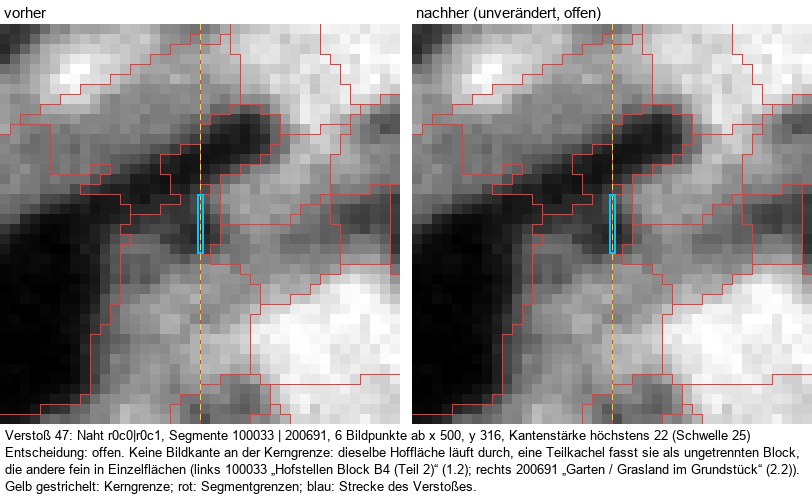 vorher
nachher (unverändert, offen)
Verstoß 47: Naht r0c0|r0c1, Segmente 100033 | 200691, 6 Bildpunkte ab x 500, y 316, Kantenstärke höchstens 22 (Schwelle 25)
Entscheidung: offen. Keine Bildkante an der Kerngrenze: dieselbe Hoffläche läuft durch, eine Teilkachel fasst sie als ungetrennten Block,
die andere fein in Einzelflächen (links 100033 „Hofstellen Block B4 (Teil 2)“ (1.2); rechts 200691 „Garten / Grasland im Grundstück“ (2.2)).
Gelb gestrichelt: Kerngrenze; rot: Segmentgrenzen; blau: Strecke des Verstoßes.